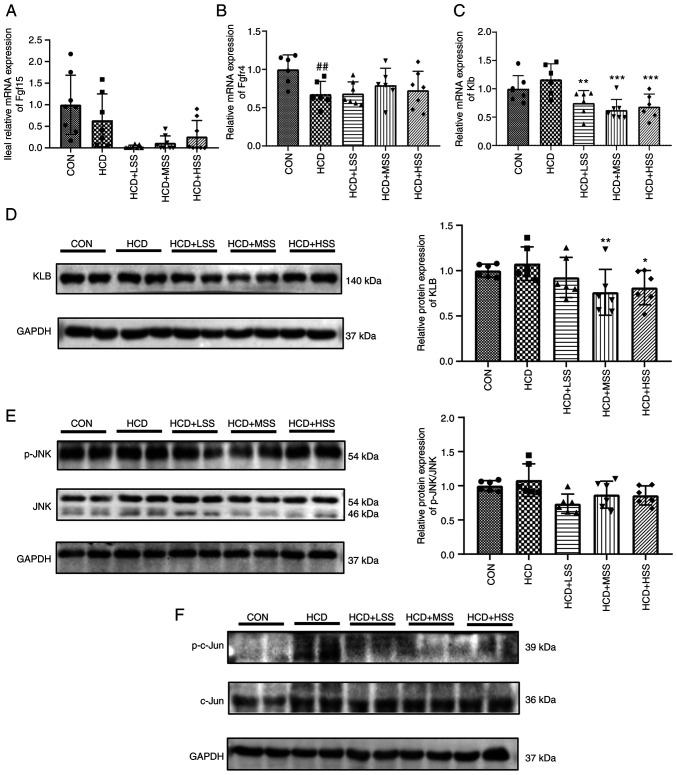 A
Ileal relative mRNA expression
of Fgf15
2.5
2.0
1.5
1.0
0.5
0.0
CON
HCD
HCD+LSS
HCD+MSS
HCD+HSS
B
Relative mRNA expression
of Fgfr4
1.5
1.0
0.5
0.0
##
CON
HCD
HCD+LSS
HCD+MSS
HCD+HSS
C
Relative mRNA expression
of Klb
2.0
1.5
1.0
0.5
0.0
** *** ***
CON
HCD
HCD+LSS
HCD+MSS
HCD+HSS
D
CON HCD HCD+LSS HCD+MSS HCD+HSS
KLB 140 kDa
GAPDH 37 kDa
Relative protein expression
of KLB
1.5
1.0
0.5
0.0
** *
CON
HCD
HCD+LSS
HCD+MSS
HCD+HSS
E
CON HCD HCD+LSS HCD+MSS HCD+HSS
p-JNK 54 kDa
JNK 54 kDa
46 kDa
GAPDH 37 kDa
Relative protein expression
of p-JNK/JNK
2.0
1.5
1.0
0.5
0.0
CON
HCD
HCD+LSS
HCD+MSS
HCD+HSS
F
CON HCD HCD+LSS HCD+MSS HCD+HSS
p-c-Jun 39 kDa
c-Jun 36 kDa
GAPDH 37 kDa